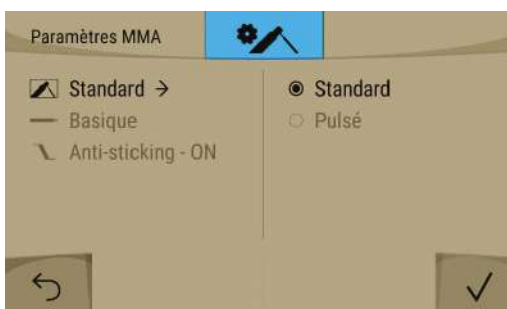 Paramètres MMA
Standard →
Basique
Anti-sticking - ON
Standard
Pulsé